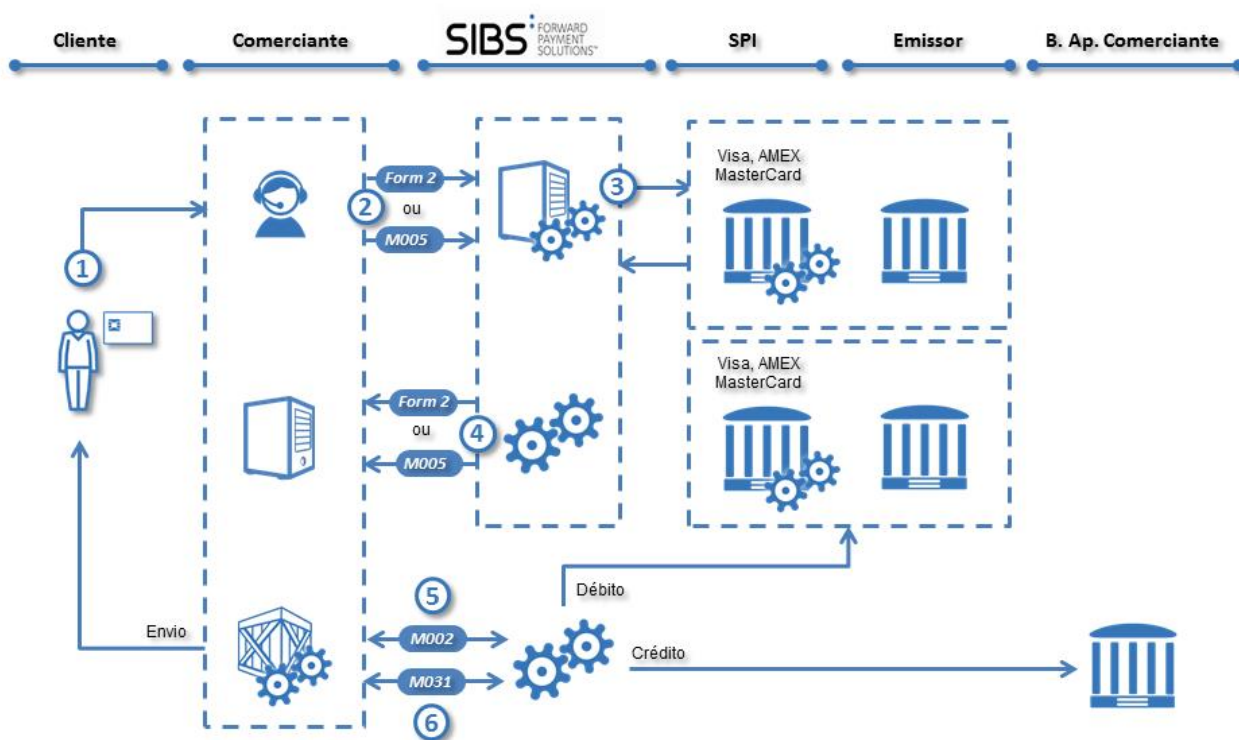 Cliente
Comerciante
SIBS FORWARD
PAYMENT
SOLUTIONS™
SPI
Emissor
B. Ap. Comerciante
Visa, AMEX
MasterCard
Form 2
3
2
ou
M005
1
Visa, AMEX
MasterCard
Form 2
ou
4
M005
Débito
5
Envio
M002
Crédito
M031
6